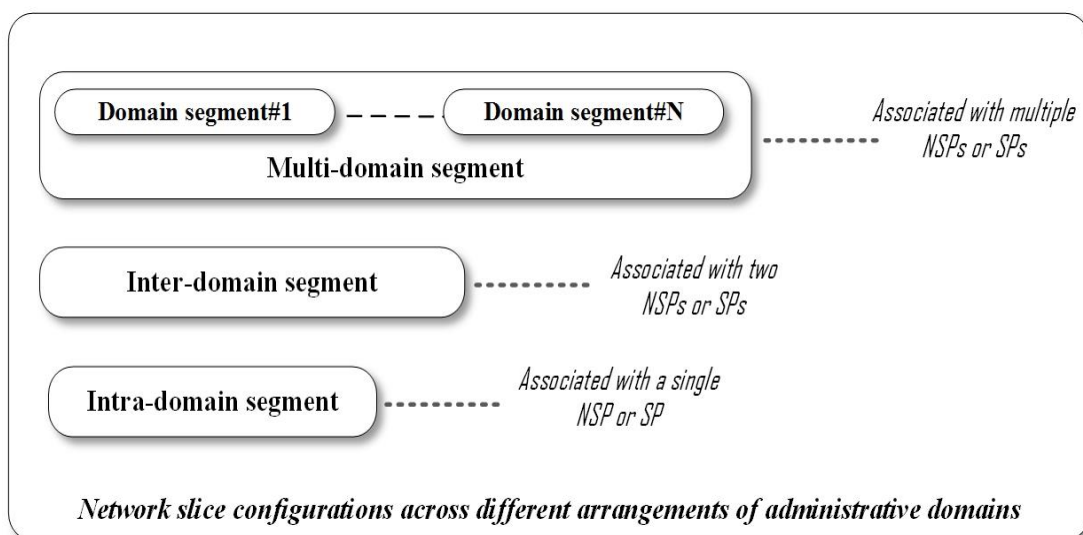 Domain segment#1
Domain segment#N
Multi-domain segment
Associated with multiple
NSPs or SPs
Inter-domain segment
Associated with two
NSPs or SPs
Intra-domain segment
Associated with a single
NSP or SP
Network slice configurations across different arrangements of administrative domains